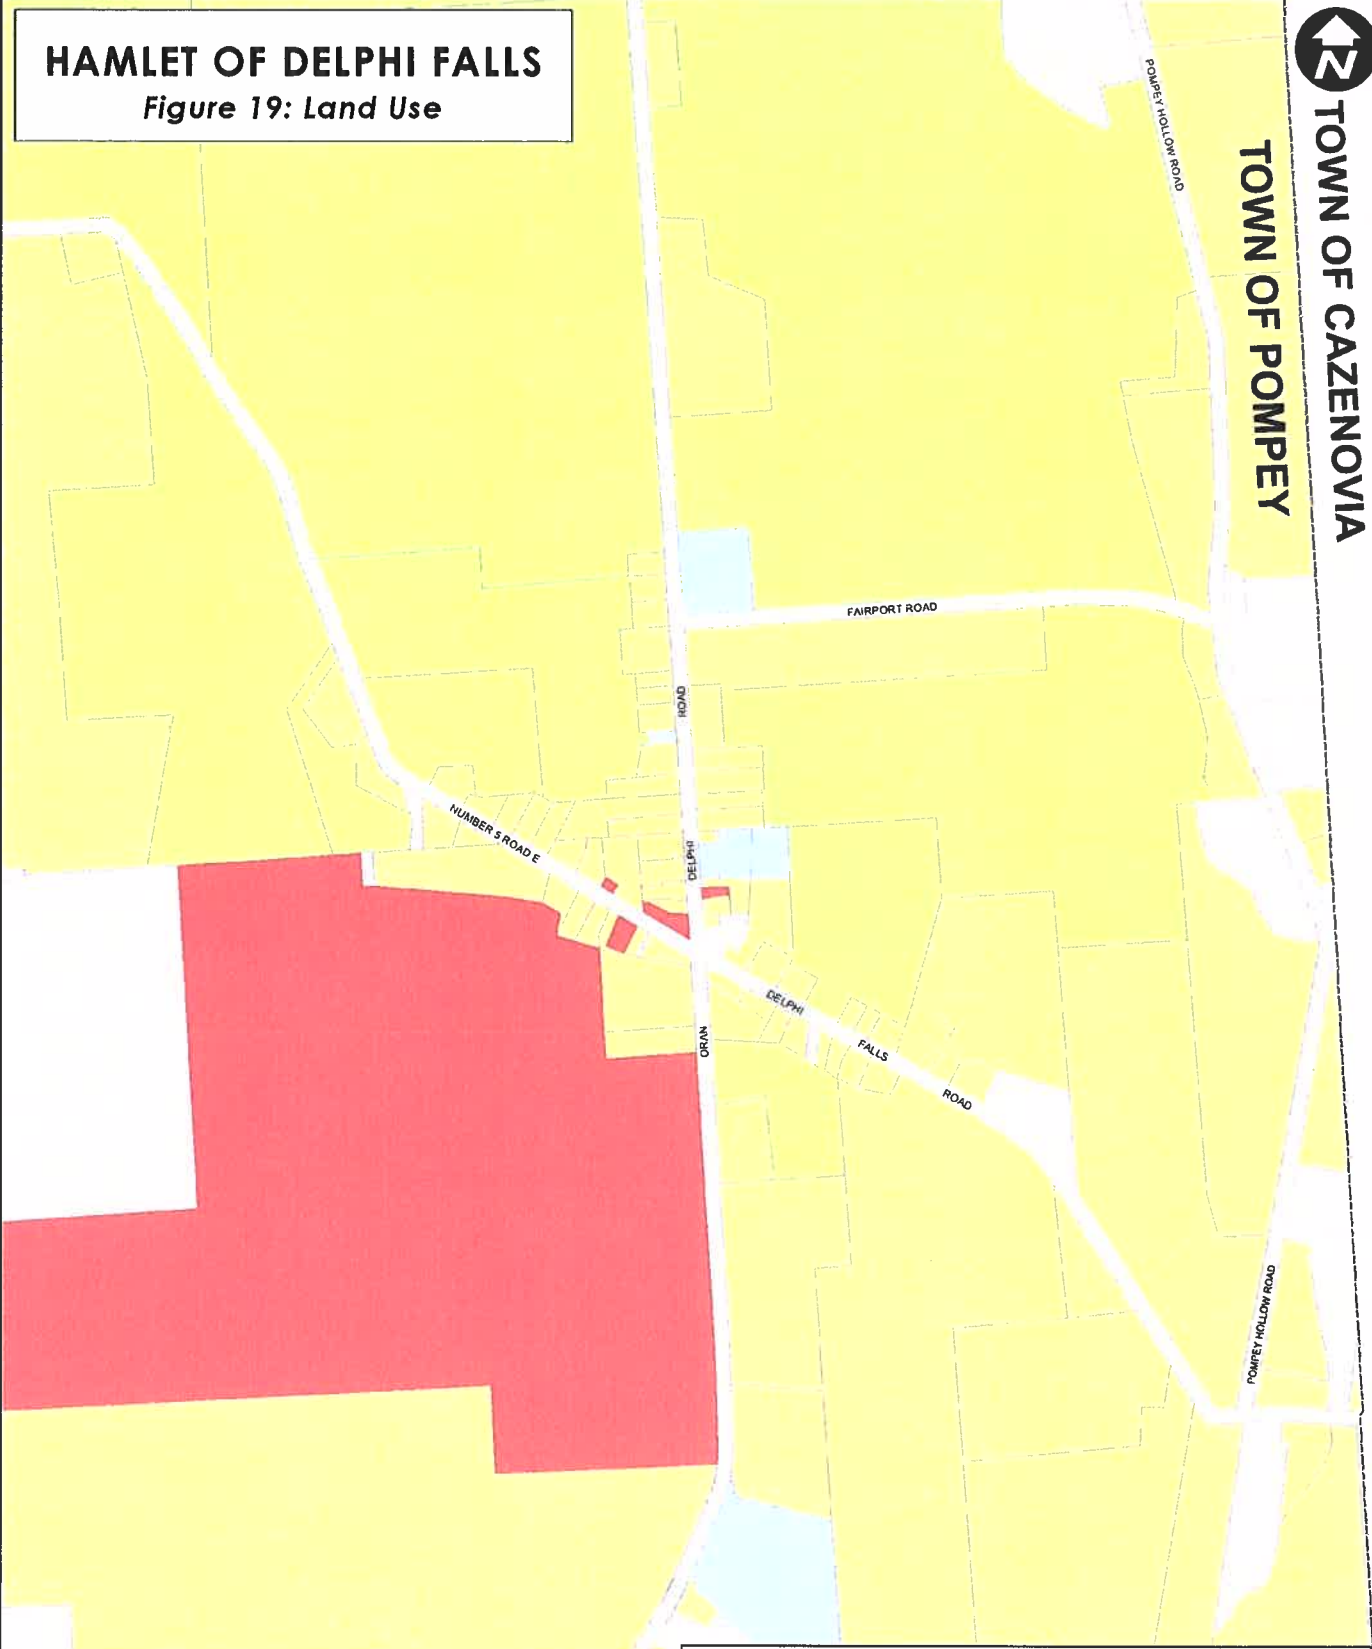 HAMLET OF DELPHI FALLS
Figure 19: Land Use
N
TOWN OF CAZENOVIA
TOWN OF POMPEY
POMPEY HOLLOW ROAD
FAIRPORT ROAD
ROAD
DELPHI
ORAN
NUMBER 5 ROAD E
DELPHI
FALLS
ROAD
POMPEY HOLLOW ROAD